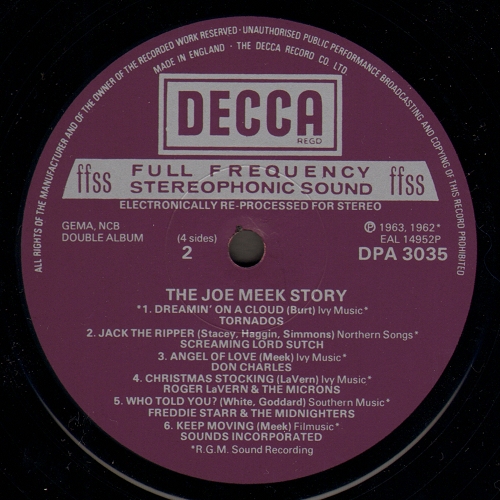 ALL RIGHTS OF THE MANUFACTURER AND OF THE OWNER OF THE RECORDED WORK RESERVED · UNAUTHORISED PUBLIC PERFORMANCE BROADCASTING AND COPYING OF THIS RECORD PROHIBITED
MADE IN ENGLAND · THE DECCA RECORD CO. LTD.
DECCA
REGD
ffss FULL FREQUENCY ffss
STEREOPHONIC SOUND
ELECTRONICALLY RE-PROCESSED FOR STEREO
GEMA, NCB ℗ 1963, 1962*
DOUBLE ALBUM (4 sides) EAL 14952P
2 DPA 3035
THE JOE MEEK STORY
*1. DREAMIN' ON A CLOUD (Burt) Ivy Music*
TORNADOS
2. JACK THE RIPPER (Stacey, Haggin, Simmons) Northern Songs*
SCREAMING LORD SUTCH
3. ANGEL OF LOVE (Meek) Ivy Music*
DON CHARLES
4. CHRISTMAS STOCKING (LaVern) Ivy Music*
ROGER LaVERN & THE MICRONS
5. WHO TOLD YOU? (White, Goddard) Southern Music*
FREDDIE STARR & THE MIDNIGHTERS
6. KEEP MOVING (Meek) Filmusic*
SOUNDS INCORPORATED
*R.G.M. Sound Recording